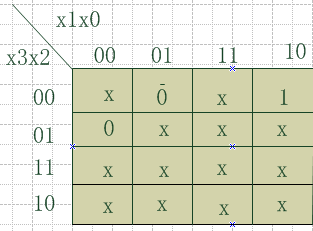 x1x0
x3x2
00 01 11 10
00 x 0̄ x 1
01 0 x x x
11 x x x x
10 x x x x